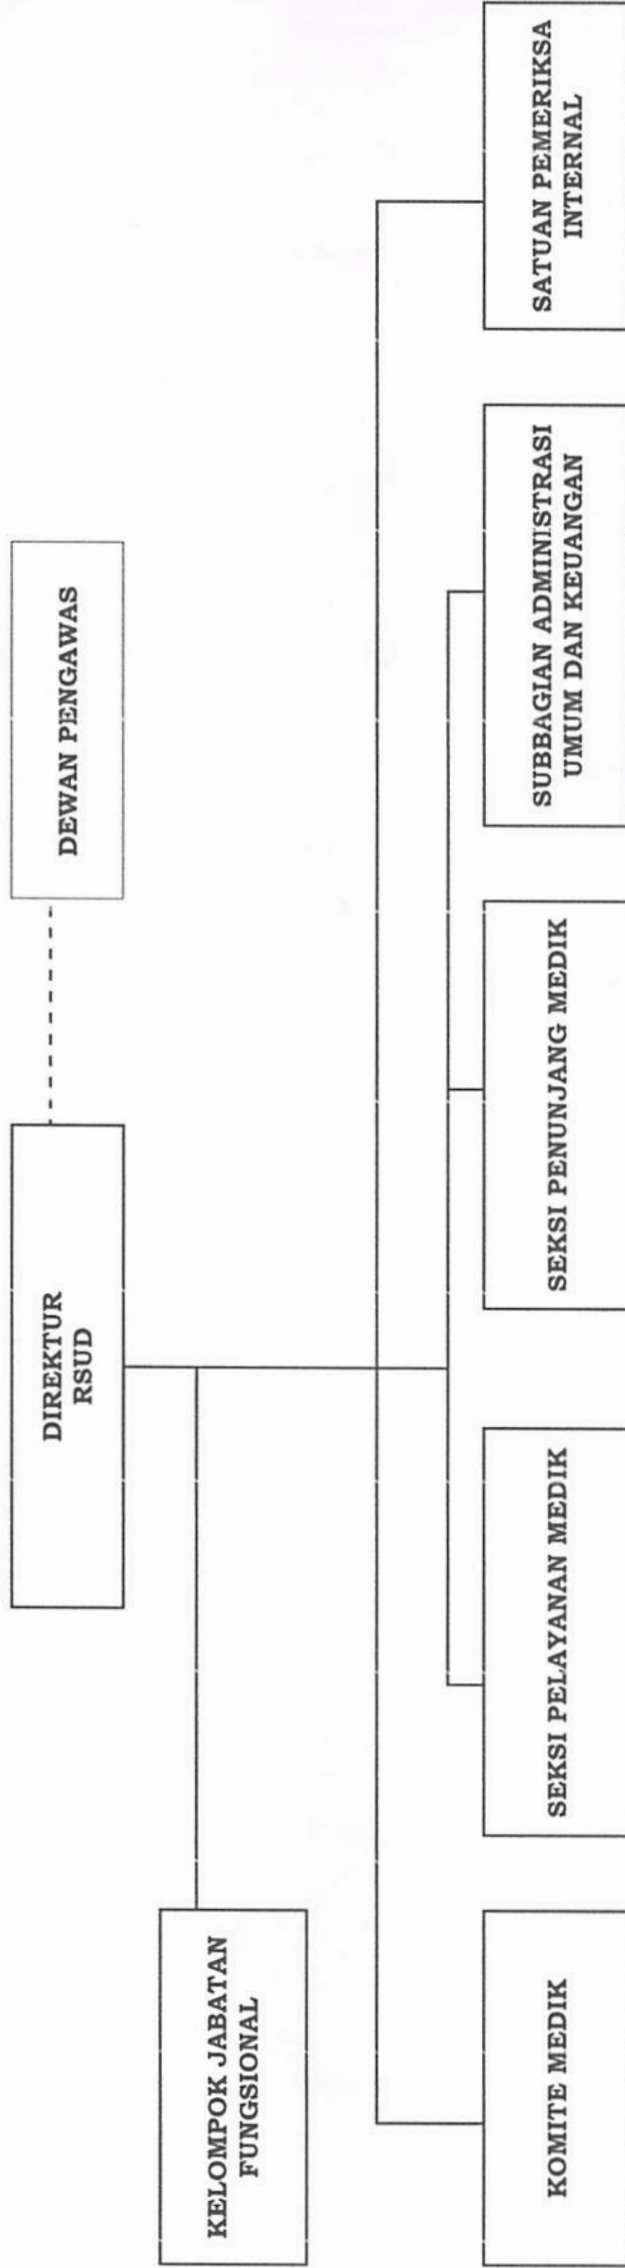 DIREKTUR
RSUD
DEWAN PENGAWAS
KELOMPOK JABATAN
FUNGSIONAL
KOMITE MEDIK
SEKSI PELAYANAN MEDIK
SEKSI PENUNJANG MEDIK
SUBBAGIAN ADMINISTRASI
UMUM DAN KEUANGAN
SATUAN PEMERIKSA
INTERNAL